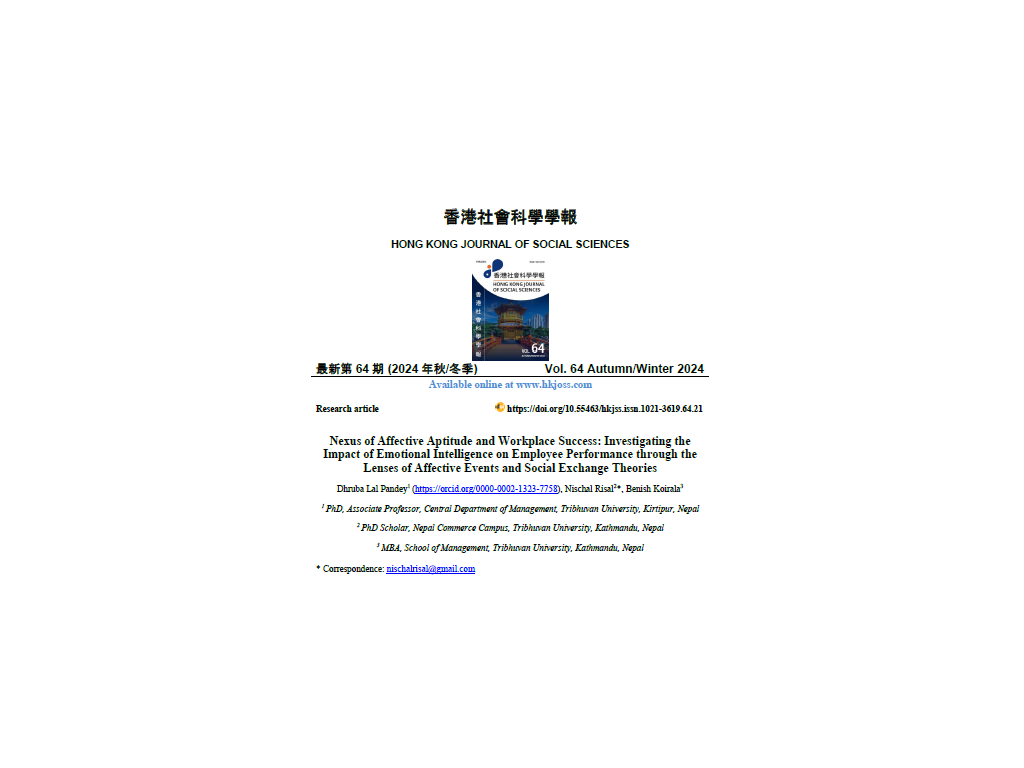 香港社會科學學報
HONG KONG JOURNAL OF SOCIAL SCIENCES
香港社會科學學報
HONG KONG JOURNAL
OF SOCIAL SCIENCES
香港社會科學學報
VOL. 64
最新第 64 期 (2024 年秋/冬季) Vol. 64 Autumn/Winter 2024
Available online at www.hkjoss.com
Research article https://doi.org/10.55463/hkjss.issn.1021-3619.64.21
Nexus of Affective Aptitude and Workplace Success: Investigating the
Impact of Emotional Intelligence on Employee Performance through the
Lenses of Affective Events and Social Exchange Theories
Dhruba Lal Pandey1 (https://orcid.org/0000-0002-1323-7758), Nischal Risal2*, Benish Koirala3
1 PhD, Associate Professor, Central Department of Management, Tribhuvan University, Kirtipur, Nepal
2 PhD Scholar, Nepal Commerce Campus, Tribhuvan University, Kathmandu, Nepal
3 MBA, School of Management, Tribhuvan University, Kathmandu, Nepal
* Correspondence: nischalrisal@gmail.com